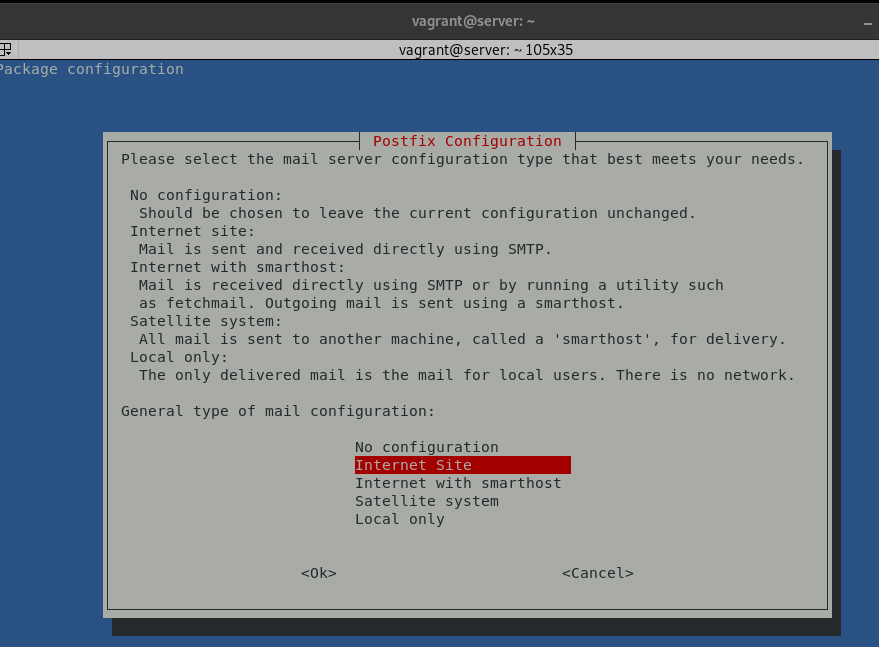 vagrant@server: ~
vagrant@server: ~ 105x35
Package configuration
Postfix Configuration
Please select the mail server configuration type that best meets your needs.
No configuration:
Should be chosen to leave the current configuration unchanged.
Internet site:
Mail is sent and received directly using SMTP.
Internet with smarthost:
Mail is received directly using SMTP or by running a utility such
as fetchmail. Outgoing mail is sent using a smarthost.
Satellite system:
All mail is sent to another machine, called a 'smarthost', for delivery.
Local only:
The only delivered mail is the mail for local users. There is no network.
General type of mail configuration:
No configuration
Internet Site
Internet with smarthost
Satellite system
Local only
<Ok> <Cancel>